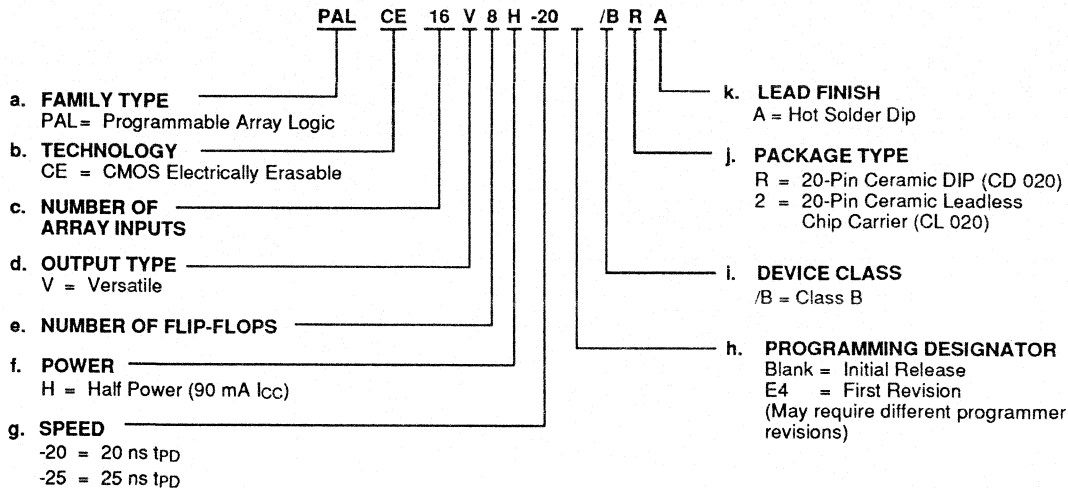 PAL CE 16 V 8 H -20 /B R A
a. FAMILY TYPE
PAL= Programmable Array Logic
b. TECHNOLOGY
CE = CMOS Electrically Erasable
c. NUMBER OF
ARRAY INPUTS
d. OUTPUT TYPE
V = Versatile
e. NUMBER OF FLIP-FLOPS
f. POWER
H = Half Power (90 mA ICC)
g. SPEED
-20 = 20 ns tPD
-25 = 25 ns tPD
k. LEAD FINISH
A = Hot Solder Dip
j. PACKAGE TYPE
R = 20-Pin Ceramic DIP (CD 020)
2 = 20-Pin Ceramic Leadless
Chip Carrier (CL 020)
i. DEVICE CLASS
/B = Class B
h. PROGRAMMING DESIGNATOR
Blank = Initial Release
E4 = First Revision
(May require different programmer
revisions)